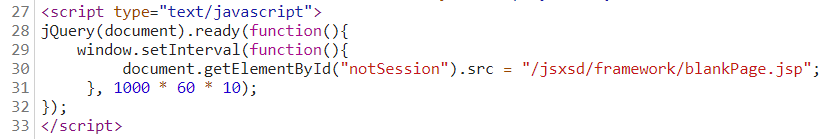 27 <script type="text/javascript">
28 jQuery(document).ready(function(){
29     window.setInterval(function(){
30          document.getElementById("notSession").src = "/jsxsd/framework/blankPage.jsp";
31      }, 1000 * 60 * 10);
32 });
33 </script>